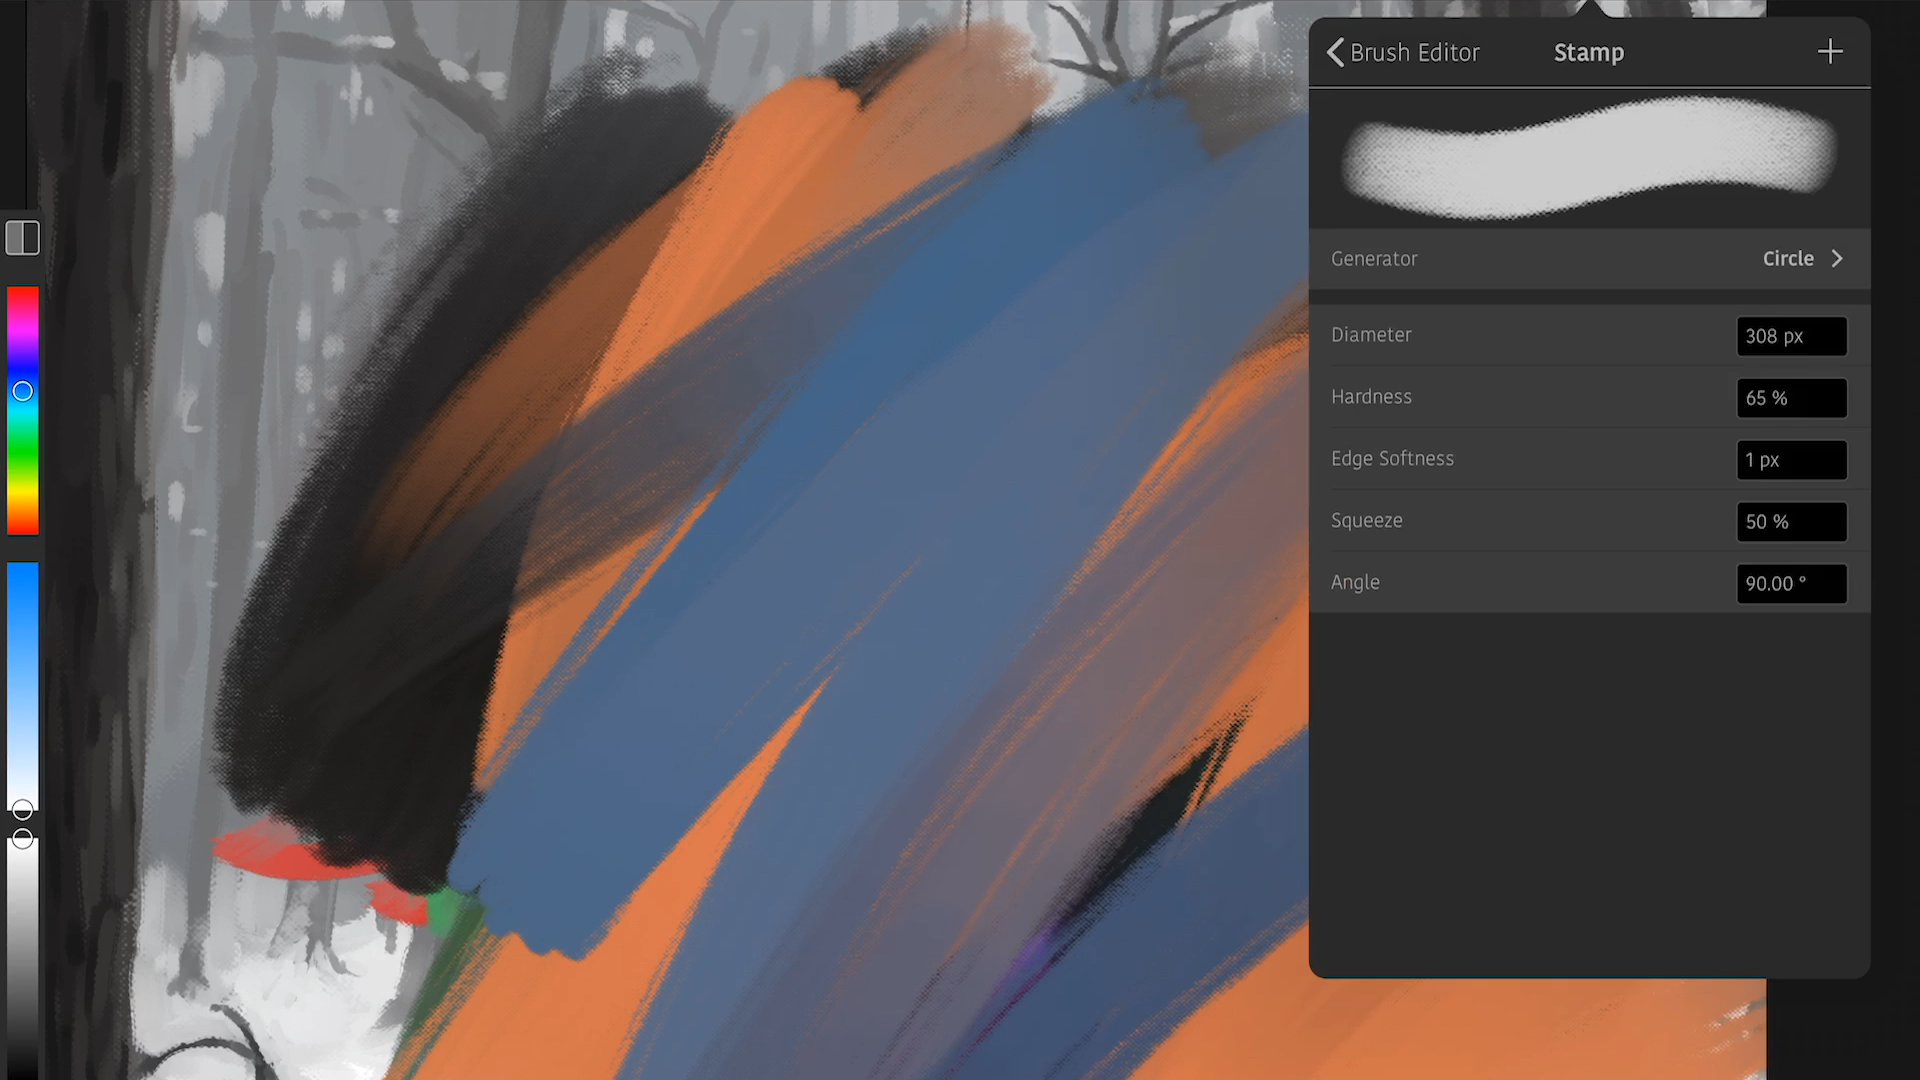 Brush Editor Stamp
Generator Circle
Diameter 308 px
Hardness 65 %
Edge Softness 1 px
Squeeze 50 %
Angle 90.00 °